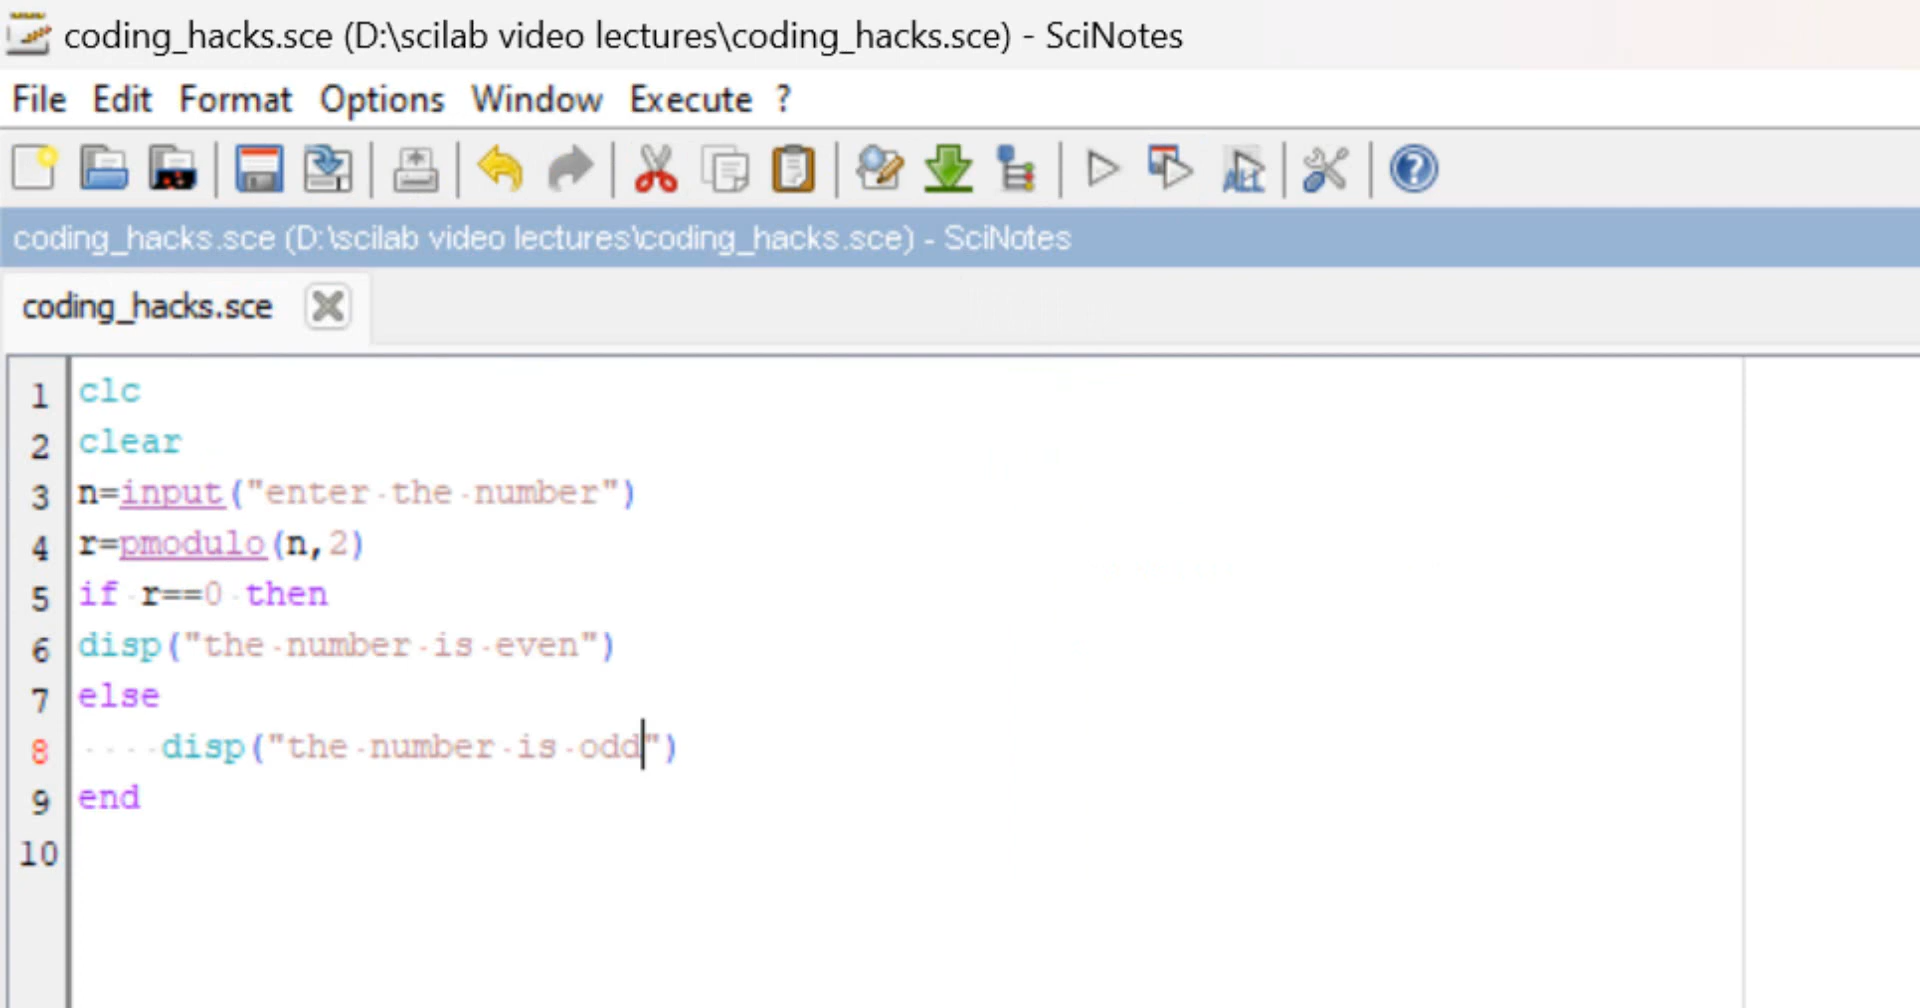 coding_hacks.sce (D:\scilab video lectures\coding_hacks.sce) - SciNotes
File Edit Format Options Window Execute ?
ALL ?
coding_hacks.sce (D:\scilab video lectures\coding_hacks.sce) - SciNotes
coding_hacks.sce
1 clc
2 clear
3 n=input("enter the number")
4 r=pmodulo(n,2)
5 if r==0 then
6 disp("the number is even")
7 else
8     disp("the number is odd")
9 end
10